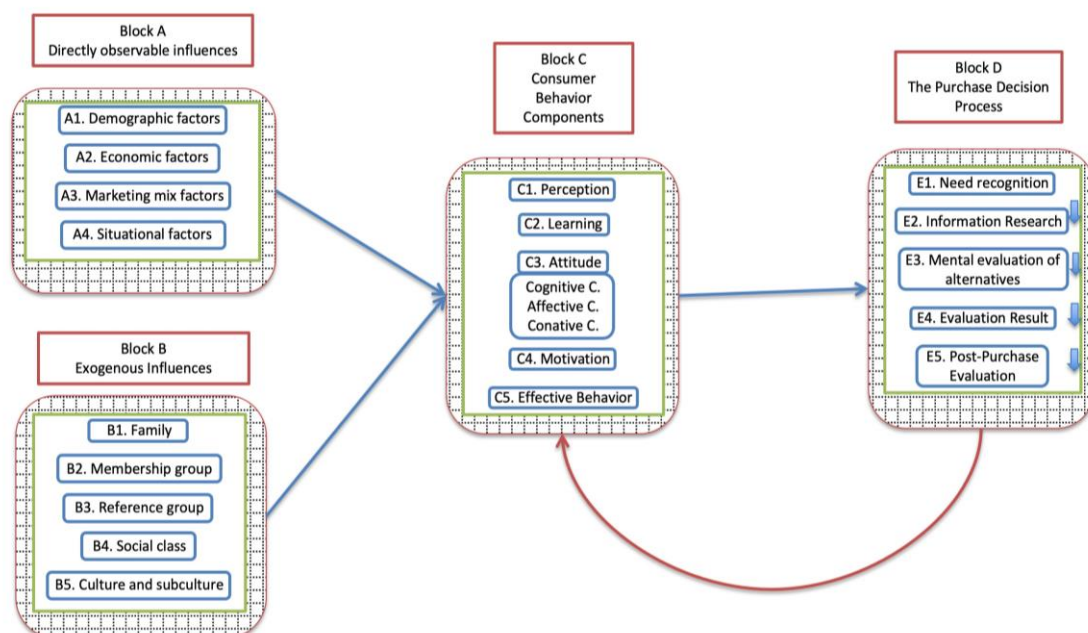 Block A
Directly observable influences
A1. Demographic factors
A2. Economic factors
A3. Marketing mix factors
A4. Situational factors
Block B
Exogenous Influences
B1. Family
B2. Membership group
B3. Reference group
B4. Social class
B5. Culture and subculture
Block C
Consumer
Behavior
Components
C1. Perception
C2. Learning
C3. Attitude
Cognitive C.
Affective C.
Conative C.
C4. Motivation
C5. Effective Behavior
Block D
The Purchase Decision
Process
E1. Need recognition
E2. Information Research
E3. Mental evaluation of
alternatives
E4. Evaluation Result
E5. Post-Purchase
Evaluation